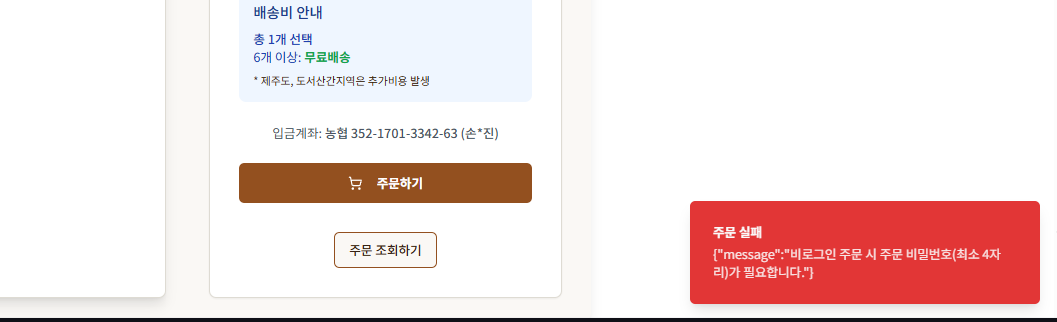 배송비 안내
총 1개 선택
6개 이상: 무료배송
* 제주도, 도서산간지역은 추가비용 발생
입금계좌: 농협 352-1701-3342-63 (손*진)
주문하기
주문 조회하기
주문 실패
{"message":"비로그인 주문 시 주문 비밀번호(최소 4자
리)가 필요합니다."}